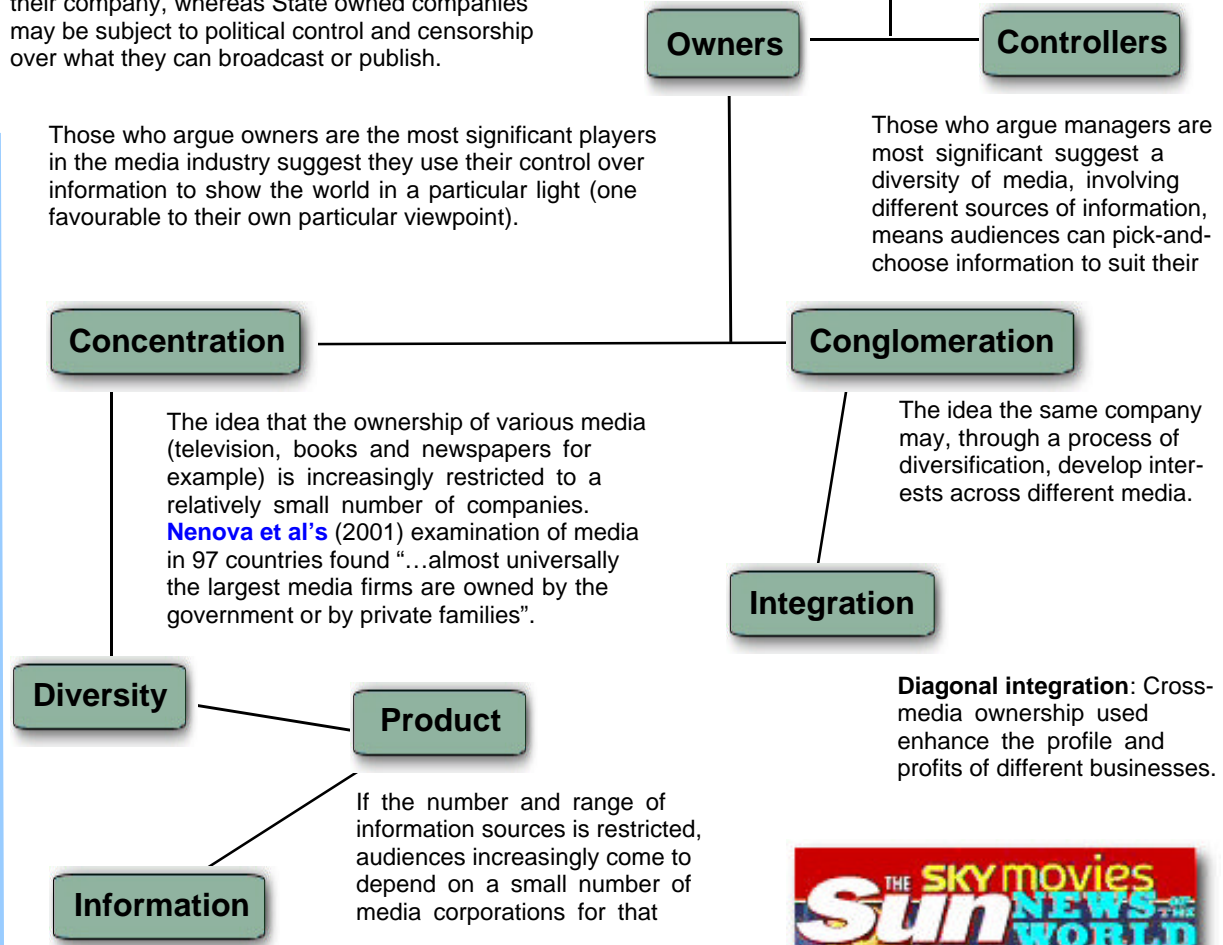 their company, whereas State owned companies
may be subject to political control and censorship
over what they can broadcast or publish.
Owners
Controllers
Those who argue owners are the most significant players
in the media industry suggest they use their control over
information to show the world in a particular light (one
favourable to their own particular viewpoint).
Those who argue managers are
most significant suggest a
diversity of media, involving
different sources of information,
means audiences can pick-and-
choose information to suit their
Concentration
Conglomeration
The idea that the ownership of various media
(television, books and newspapers for
example) is increasingly restricted to a
relatively small number of companies.
Nenova et al’s (2001) examination of media
in 97 countries found “…almost universally
the largest media firms are owned by the
government or by private families”.
The idea the same company
may, through a process of
diversification, develop inter-
ests across different media.
Integration
Diversity
Product
Diagonal integration: Cross-
media ownership used
enhance the profile and
profits of different businesses.
If the number and range of
information sources is restricted,
audiences increasingly come to
depend on a small number of
media corporations for that
Information
THE SKY movies
Sun NEWS OF THE
WORLD